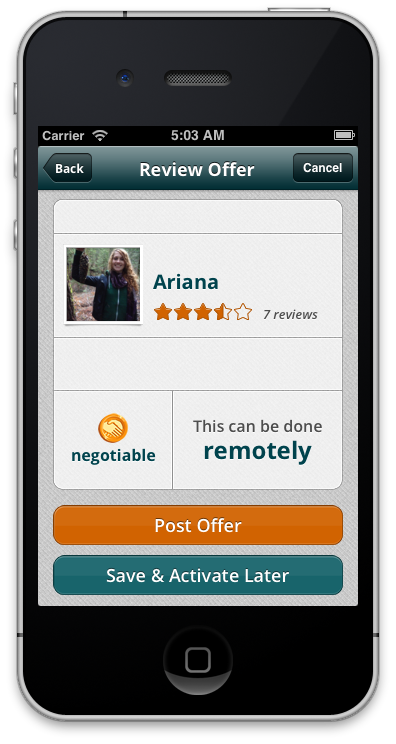 Carrier 5:03 AM
Back Review Offer Cancel
Ariana
7 reviews
This can be done
negotiable remotely
Post Offer
Save & Activate Later